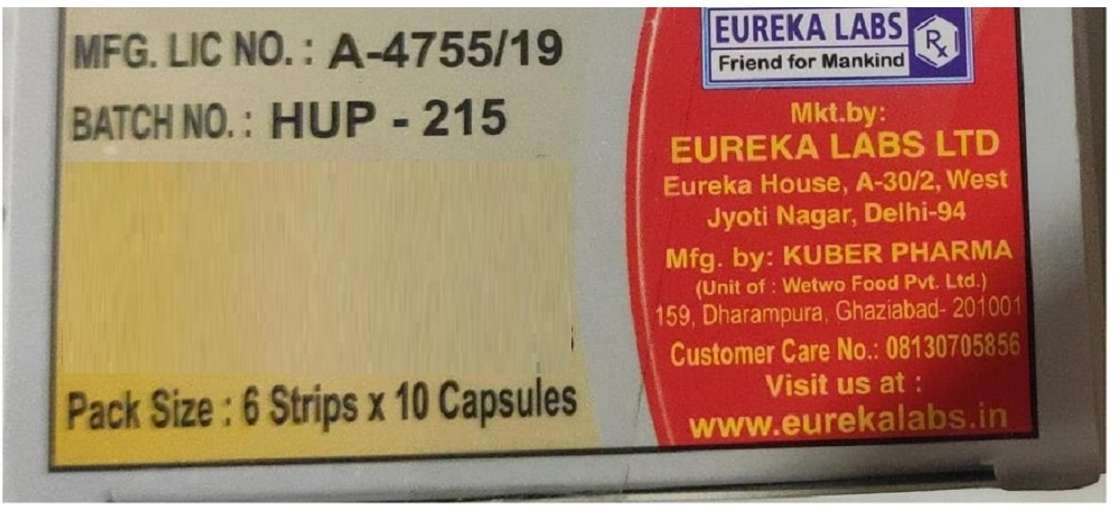 MFG. LIC NO. : A-4755/19
BATCH NO. : HUP - 215
Pack Size : 6 Strips x 10 Capsules
EUREKA LABS
Friend for Mankind
Rx
Mkt.by:
EUREKA LABS LTD
Eureka House, A-30/2, West
Jyoti Nagar, Delhi-94
Mfg. by: KUBER PHARMA
(Unit of : Wetwo Food Pvt. Ltd.)
159, Dharampura, Ghaziabad- 201001
Customer Care No.: 08130705856
Visit us at :
www.eurekalabs.in